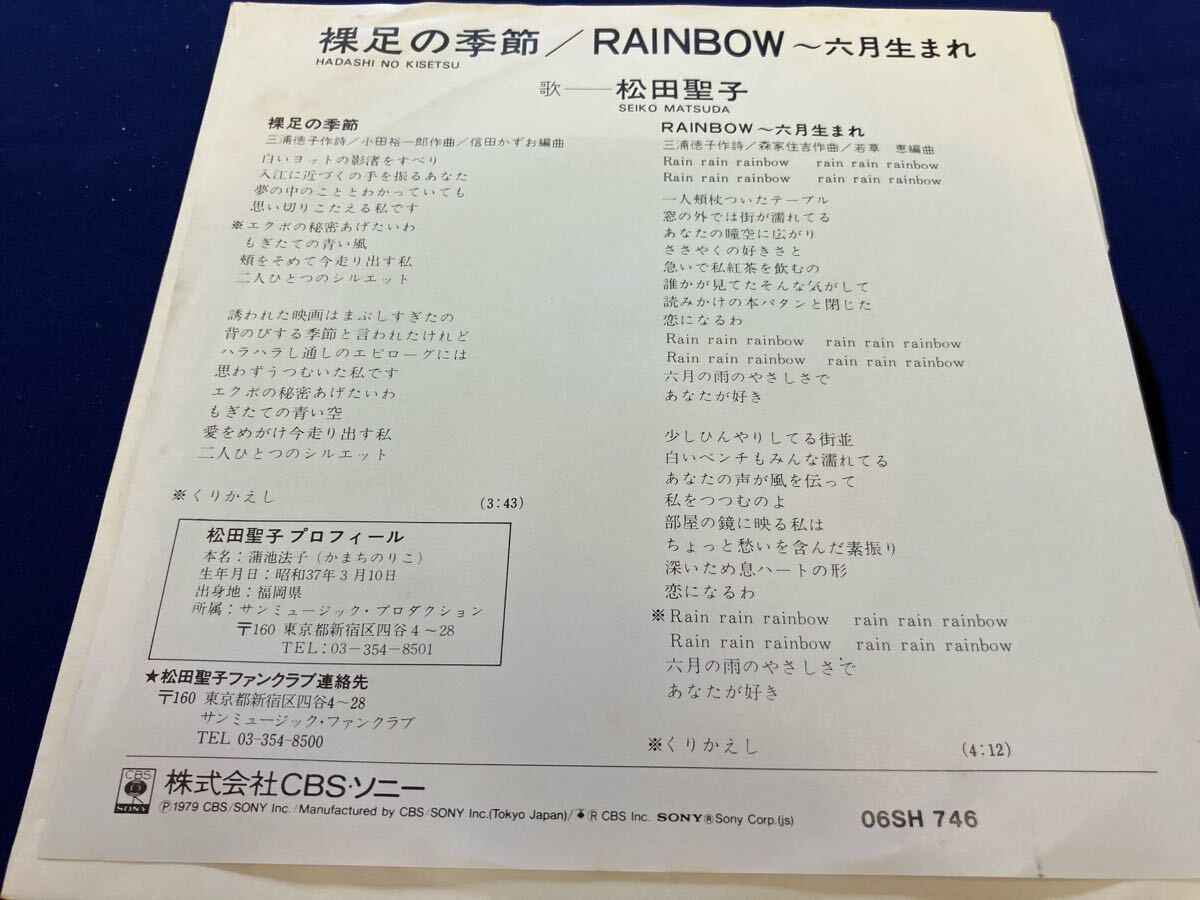 裸足の季節／RAINBOW～六月生まれ
HADASHI NO KISETSU
歌——松田聖子
SEIKO MATSUDA
裸足の季節
三浦徳子作詩／小田裕一郎作曲／信田かずお編曲
白いヨットの影渚をすべり
入江に近づくの手を振るあなた
夢の中のこととわかっていても
思い切りこたえる私です
※エクボの秘密あげたいわ
もぎたての青い風
頬をそめて今走り出す私
二人ひとつのシルエット
誘われた映画はまぶしすぎたの
背のびする季節と言われたけれど
ハラハラし通しのエピローグには
思わずうつむいた私です
エクボの秘密あげたいわ
もぎたての青い空
愛をめがけ今走り出す私
二人ひとつのシルエット
※くりかえし
(3:43)
松田聖子 プロフィール
本名：蒲池法子（かまちのりこ）
生年月日：昭和37年3月10日
出身地：福岡県
所属：サンミュージック・プロダクション
〒160 東京都新宿区四谷4～28
TEL：03－354－8501
★松田聖子ファンクラブ連絡先
〒160 東京都新宿区四谷4～28
サンミュージック・ファンクラブ
TEL 03-354-8500
RAINBOW～六月生まれ
三浦徳子作詩／森家住吉作曲／若草 恵編曲
Rain rain rainbow rain rain rainbow
Rain rain rainbow rain rain rainbow
一人頬杖ついたテーブル
窓の外では街が濡れてる
あなたの瞳空に広がり
ささやくの好きさと
急いで私紅茶を飲むの
誰かが見てたそんな気がして
読みかけの本パタンと閉じた
恋になるわ
Rain rain rainbow rain rain rainbow
Rain rain rainbow rain rain rainbow
六月の雨のやさしさで
あなたが好き
少しひんやりしてる街並
白いベンチもみんな濡れてる
あなたの声が風を伝って
私をつつむのよ
部屋の鏡に映る私は
ちょっと愁いを含んだ素振り
深いため息ハートの形
恋になるわ
※Rain rain rainbow rain rain rainbow
Rain rain rainbow rain rain rainbow
六月の雨のやさしさで
あなたが好き
※くりかえし
(4:12)
CBS
SONY
株式会社CBS・ソニー
Ⓟ1979 CBS/SONY Inc./Manufactured by CBS/SONY Inc.(Tokyo Japan)/ ® CBS Inc. SONY®Sony Corp.(js)
06SH 746